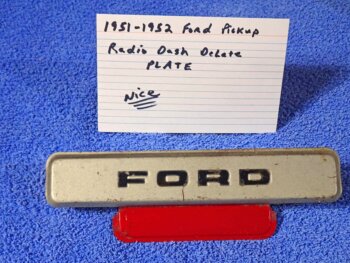 1951-1952 Ford Pickup
Radio Dash Delete
PLATE
Nice
FORD